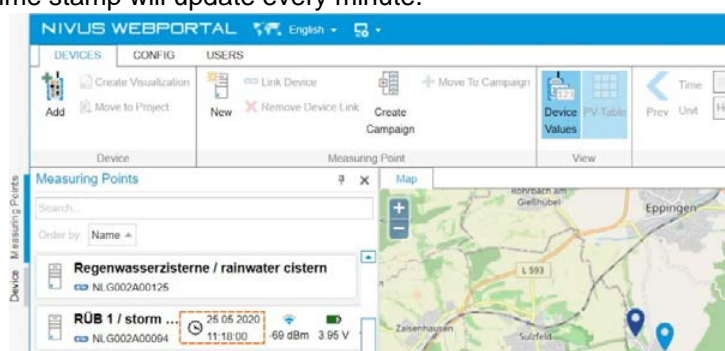 time stamp will update every minute.
NIVUS WEBPORTAL English
DEVICES CONFIG USERS
Add
Create Visualization
Move to Project
Device
New
Link Device
Remove Device Link
Create
Campaign
Move To Campaign
Measuring Point
Device
Values
PV-Table
View
Prev
Time
Unit
Measuring Points
Device
Measuring Points
Search...
Order by: Name
Regenwasserzisterne / rainwater cistern
NLG002A00125
RÜB 1 / storm ...
NLG002A00094
25.05.2020
11:18:00
-69 dBm 3.95 V
Map
Rohrbach am
Gießhübel
Eppingen
L 593
Zaisenhausen
Sulzfeld